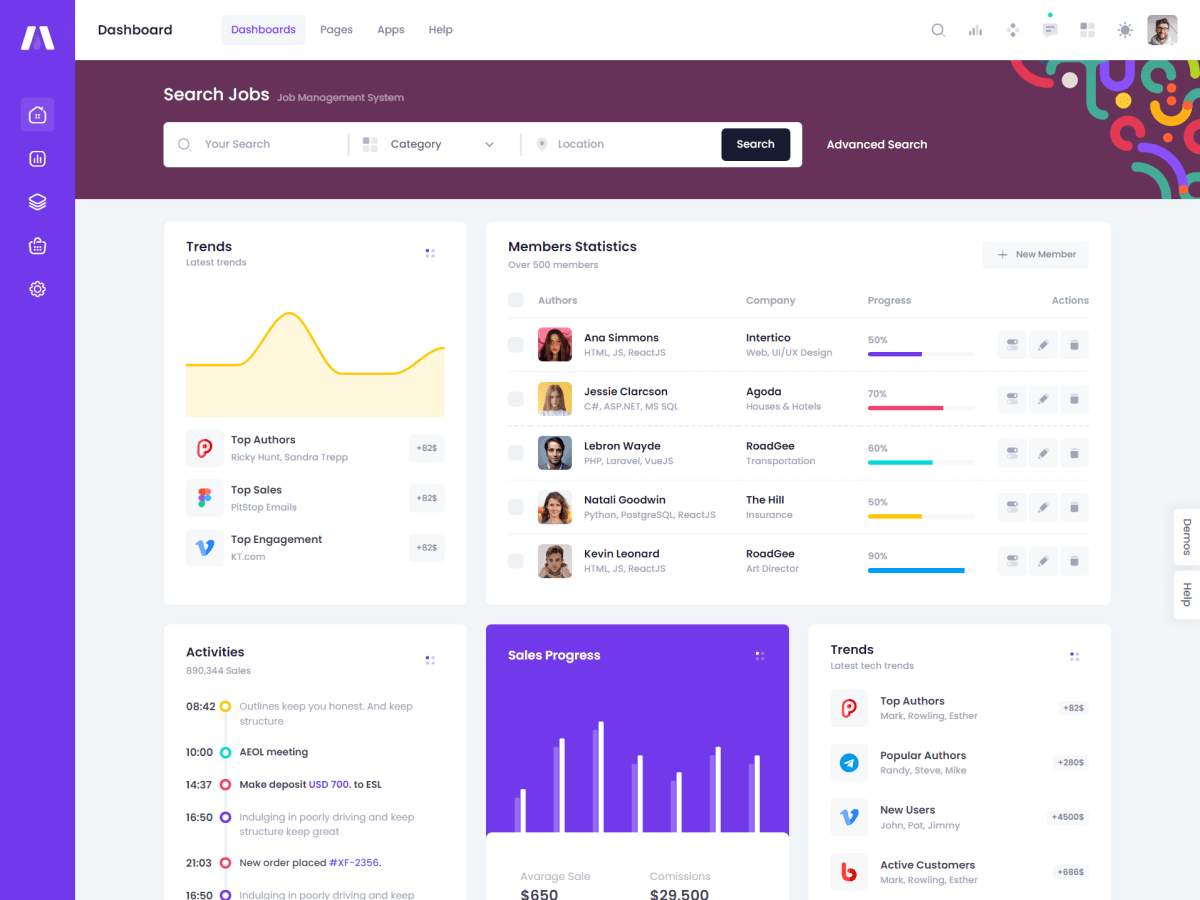 Dashboard
Dashboards Pages Apps Help
Search Jobs Job Management System
Your Search Category Location Search Advanced Search
Trends
Latest trends
Top Authors
Ricky Hunt, Sandra Trepp
+82$
Top Sales
PitStop Emails
+82$
Top Engagement
KT.com
+82$
Members Statistics
Over 500 members
New Member
Authors Company Progress Actions
Ana Simmons Intertico 50%
HTML, JS, ReactJS Web, UI/UX Design
Jessie Clarcson Agoda 70%
C#, ASP.NET, MS SQL Houses & Hotels
Lebron Wayde RoadGee 60%
PHP, Laravel, VueJS Transportation
Natali Goodwin The Hill 50%
Python, PostgreSQL, ReactJS Insurance
Kevin Leonard RoadGee 90%
HTML, JS, ReactJS Art Director
Demos
Help
Activities
890,344 Sales
08:42 Outlines keep you honest. And keep
structure
10:00 AEOL meeting
14:37 Make deposit USD 700. to ESL
16:50 Indulging in poorly driving and keep
structure keep great
21:03 New order placed #XF-2356.
16:50 Indulging in poorly driving and keep
Sales Progress
Avarage Sale Comissions
$650 $29,500
Trends
Latest tech trends
Top Authors
Mark, Rowling, Esther
+82$
Popular Authors
Randy, Steve, Mike
+280$
New Users
John, Pat, Jimmy
+4500$
Active Customers
Mark, Rowling, Esther
+686$